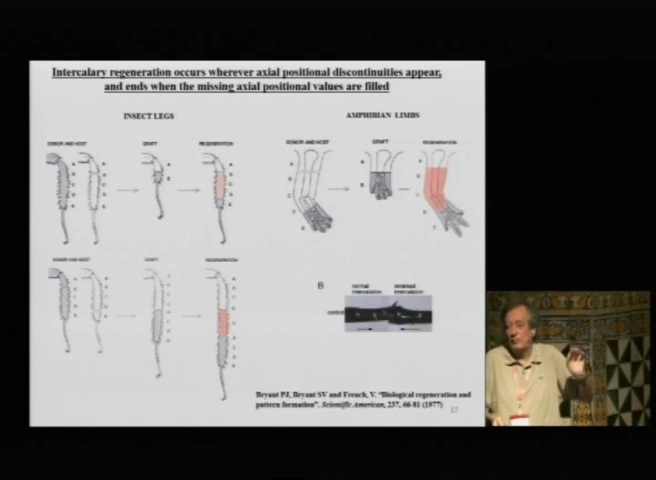 Intercalary regeneration occurs wherever axial positional discontinuities appear,
and ends when the missing axial positional values are filled
INSECT LEGS
AMPHIBIAN LIMBS
DONOR AND HOST
GRAFT
REGENERATION
DONOR AND HOST
GRAFT
REGENERATION
DONOR AND HOST
GRAFT
REGENERATION
B
control
Bryant PJ, Bryant SV and French, V. "Biological regeneration and
pattern formation". Scientific American, 237, 66-81 (1977)
17